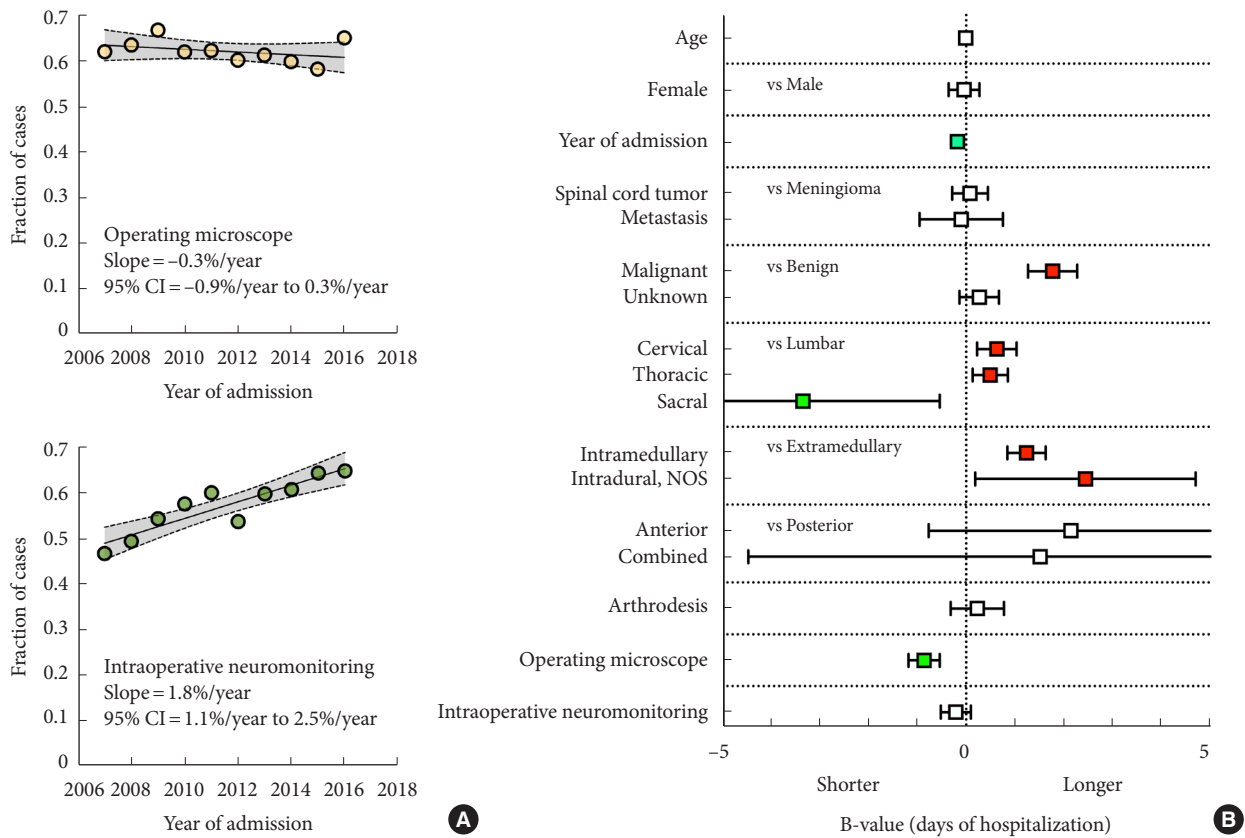 0.7
0.6
0.5
0.4
0.3
0.2
0.1
0
Fraction of cases
Operating microscope
Slope = –0.3%/year
95% CI = –0.9%/year to 0.3%/year
2006 2008 2010 2012 2014 2016 2018
Year of admission
0.7
0.6
0.5
0.4
0.3
0.2
0.1
0
Fraction of cases
Intraoperative neuromonitoring
Slope = 1.8%/year
95% CI = 1.1%/year to 2.5%/year
2006 2008 2010 2012 2014 2016 2018
Year of admission
A
Age
Female vs Male
Year of admission
Spinal cord tumor vs Meningioma
Metastasis
Malignant vs Benign
Unknown
Cervical vs Lumbar
Thoracic
Sacral
Intramedullary vs Extramedullary
Intradural, NOS
Anterior vs Posterior
Combined
Arthrodesis
Operating microscope
Intraoperative neuromonitoring
–5 0 5
Shorter Longer
B-value (days of hospitalization)
B